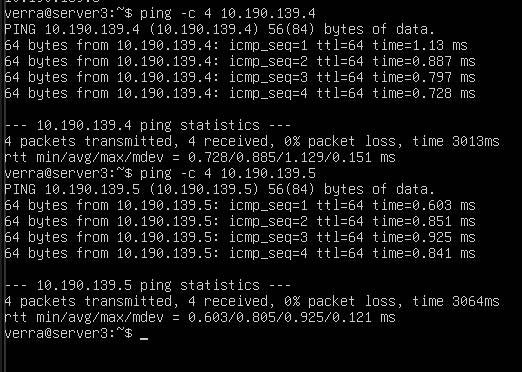 verra@server3:~$ ping -c 4 10.190.139.4
PING 10.190.139.4 (10.190.139.4) 56(84) bytes of data.
64 bytes from 10.190.139.4: icmp_seq=1 ttl=64 time=1.13 ms
64 bytes from 10.190.139.4: icmp_seq=2 ttl=64 time=0.887 ms
64 bytes from 10.190.139.4: icmp_seq=3 ttl=64 time=0.797 ms
64 bytes from 10.190.139.4: icmp_seq=4 ttl=64 time=0.728 ms

--- 10.190.139.4 ping statistics ---
4 packets transmitted, 4 received, 0% packet loss, time 3013ms
rtt min/avg/max/mdev = 0.728/0.885/1.129/0.151 ms
verra@server3:~$ ping -c 4 10.190.139.5
PING 10.190.139.5 (10.190.139.5) 56(84) bytes of data.
64 bytes from 10.190.139.5: icmp_seq=1 ttl=64 time=0.603 ms
64 bytes from 10.190.139.5: icmp_seq=2 ttl=64 time=0.851 ms
64 bytes from 10.190.139.5: icmp_seq=3 ttl=64 time=0.925 ms
64 bytes from 10.190.139.5: icmp_seq=4 ttl=64 time=0.841 ms

--- 10.190.139.5 ping statistics ---
4 packets transmitted, 4 received, 0% packet loss, time 3064ms
rtt min/avg/max/mdev = 0.603/0.805/0.925/0.121 ms
verra@server3:~$ _